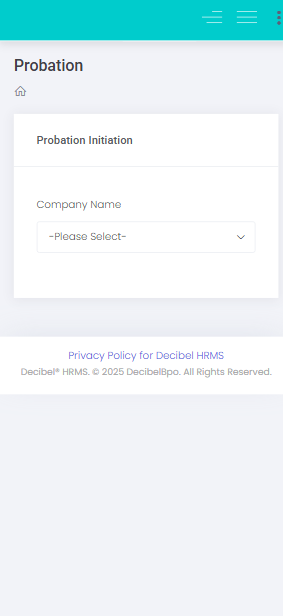 Probation
Probation Initiation
Company Name
-Please Select-
Privacy Policy for Decibel HRMS
Decibel® HRMS. © 2025 DecibelBpo. All Rights Reserved.